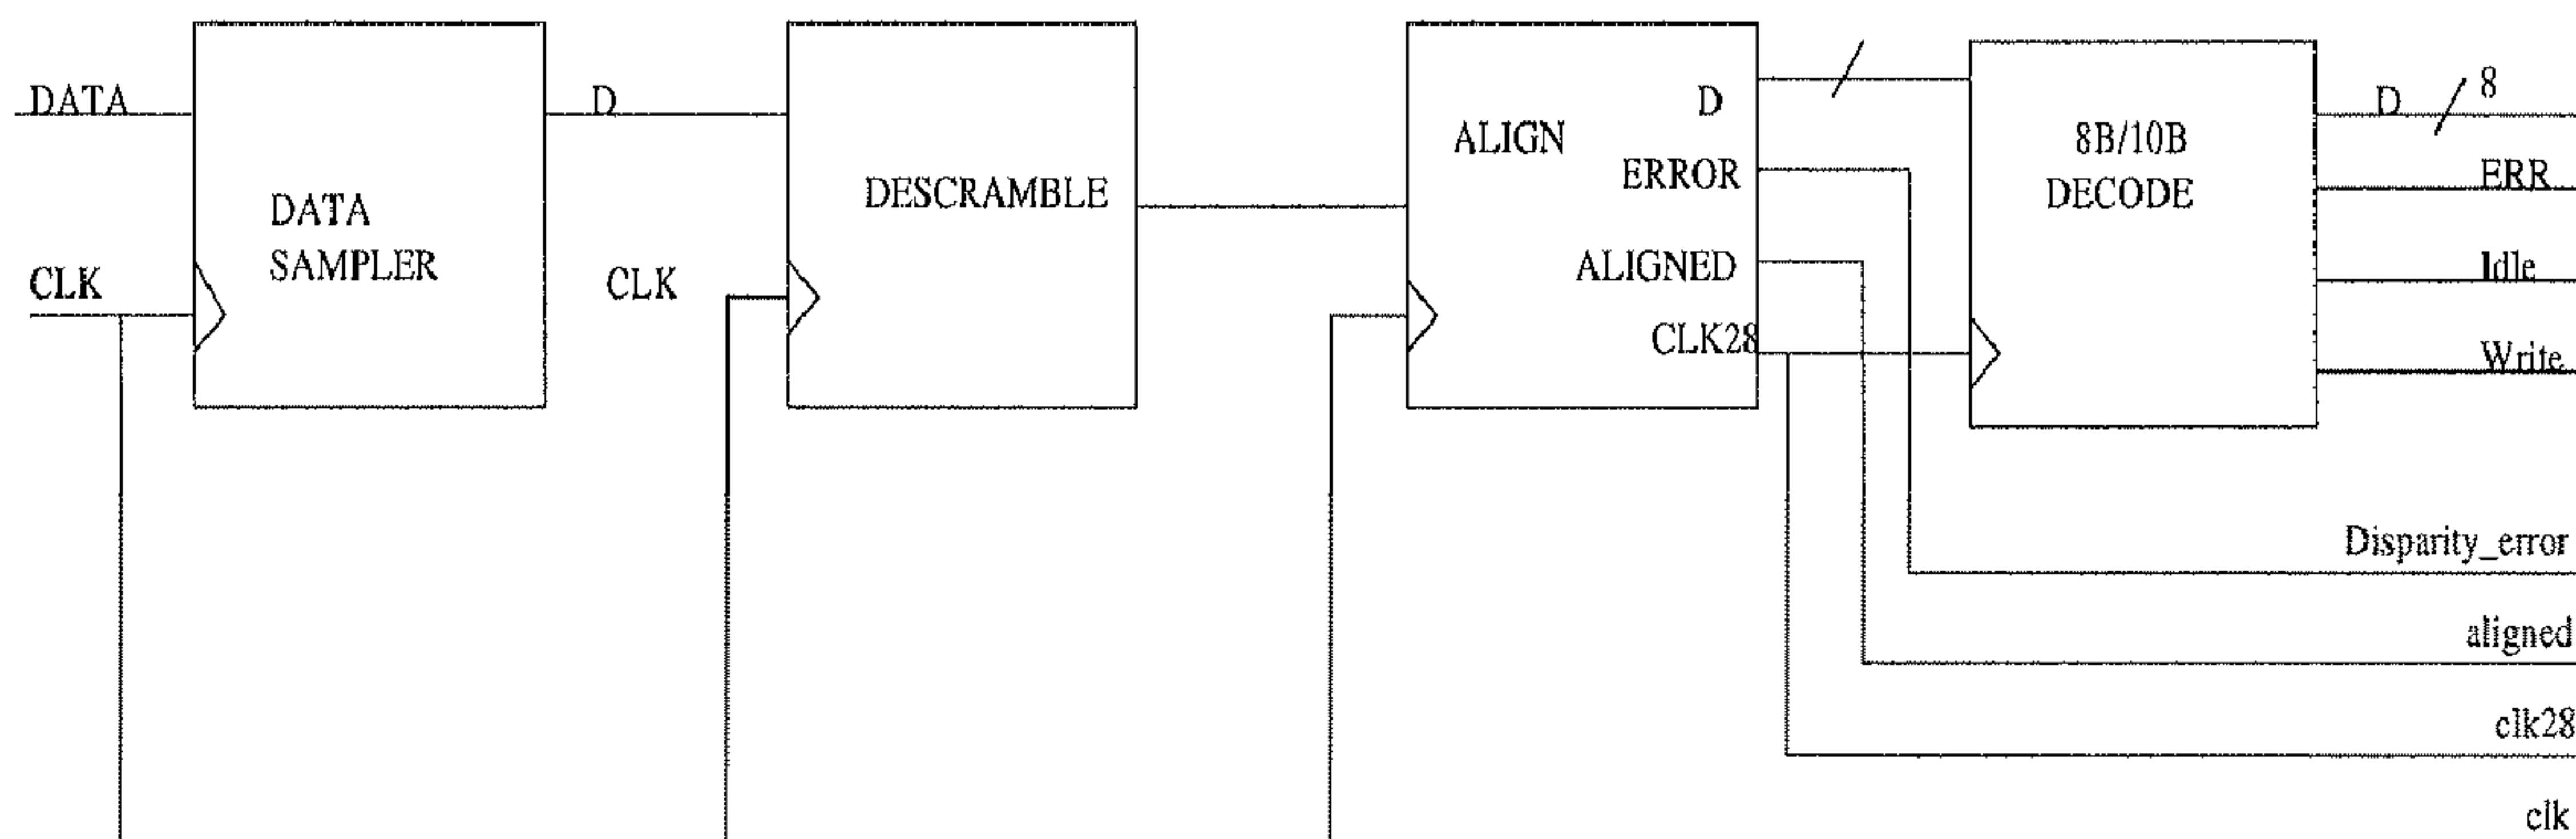 DATA
CLK
DATA
SAMPLER
D
CLK
DESCRAMBLE
ALIGN
D
ERROR
ALIGNED
CLK28
8B/10B
DECODE
D
8
ERR
Idle
Write
Disparity_error
aligned
clk28
clk